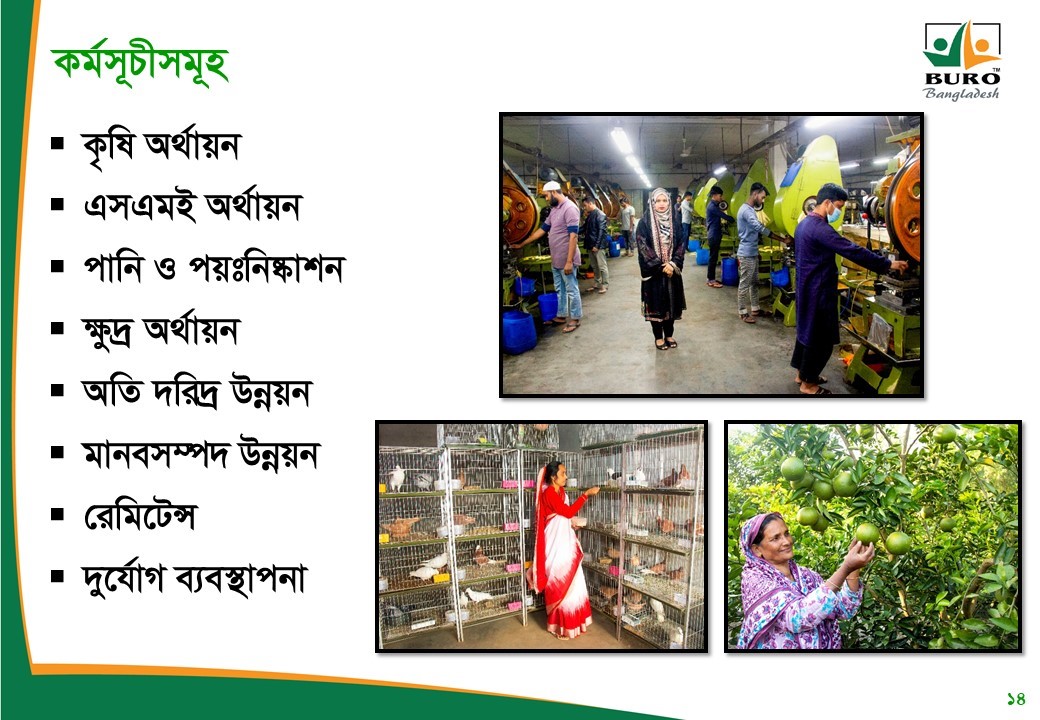 কর্মসূচীসমূহ
BURO™
Bangladesh
কৃষি অর্থায়ন
এসএমই অর্থায়ন
পানি ও পয়ঃনিষ্কাশন
ক্ষুদ্র অর্থায়ন
অতি দরিদ্র উন্নয়ন
মানবসম্পদ উন্নয়ন
রেমিটেন্স
দুর্যোগ ব্যবস্থাপনা
১৪